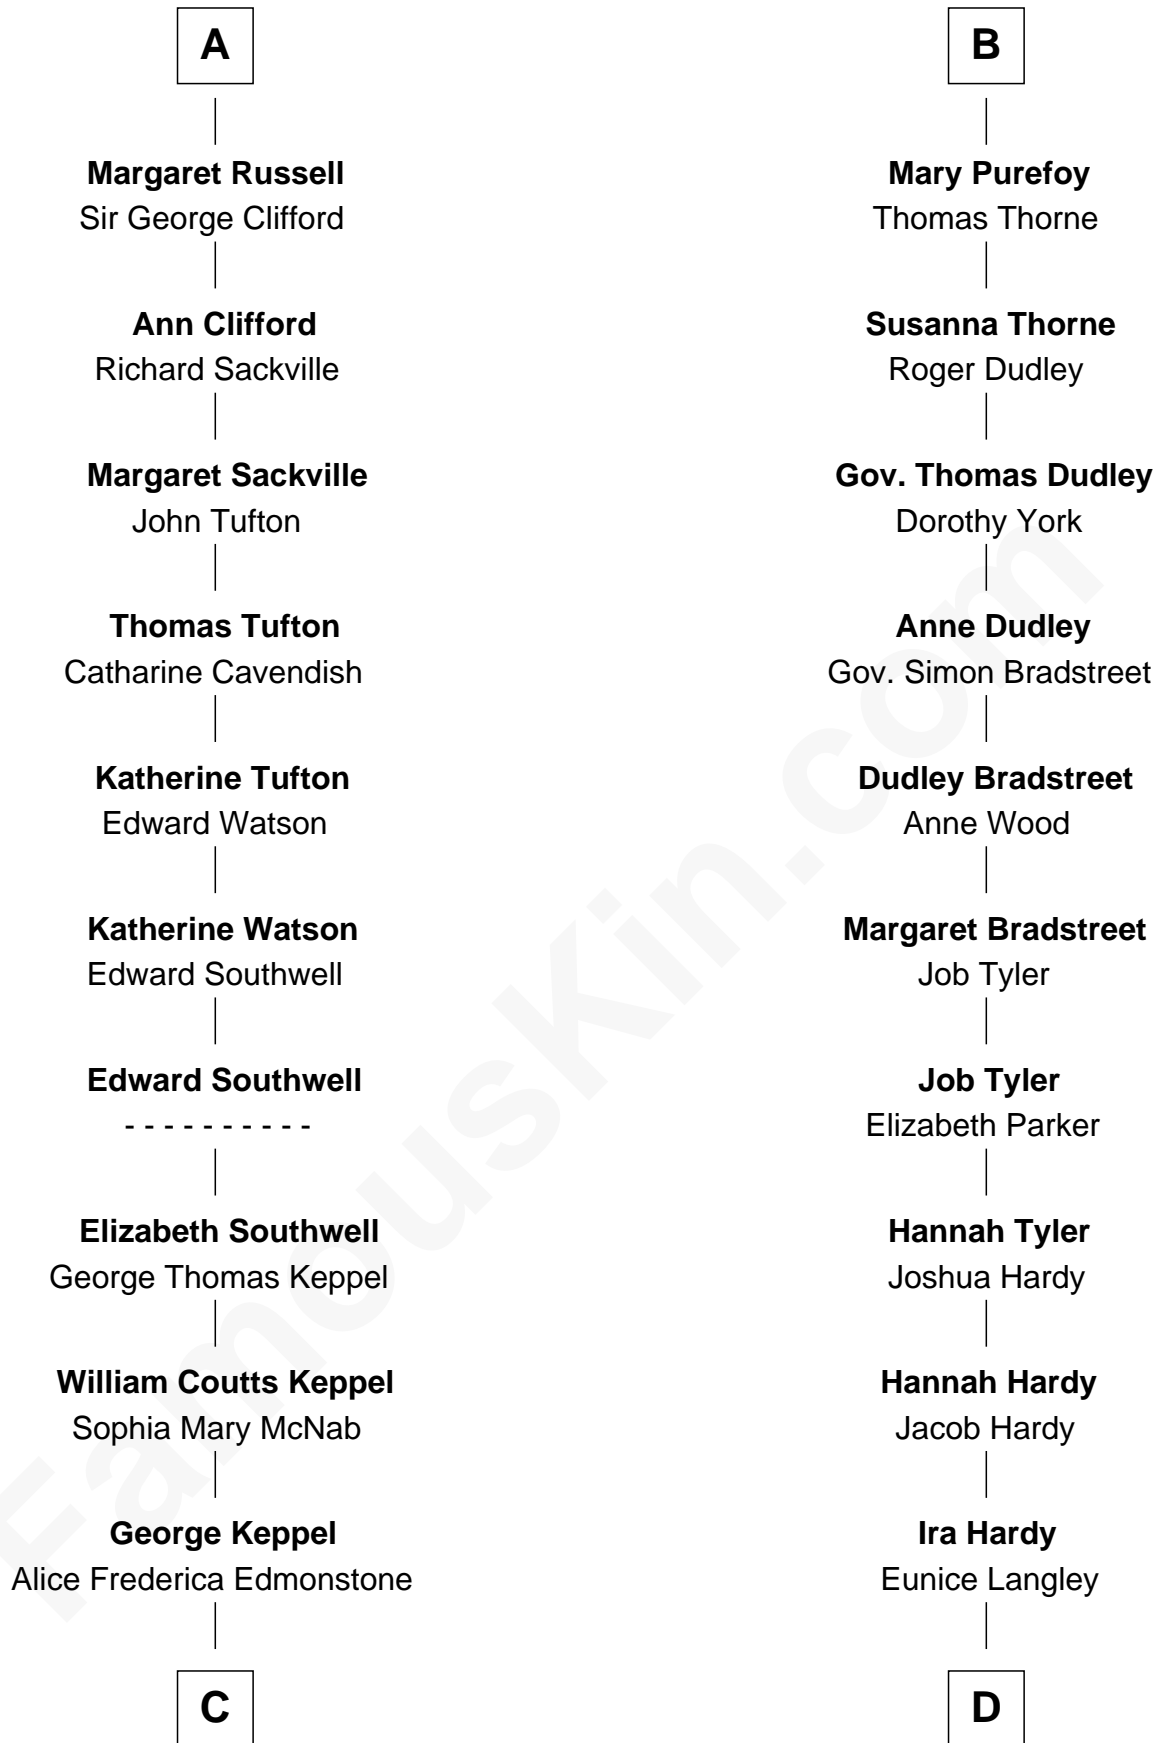 A
Margaret Russell
Sir George Clifford
Ann Clifford
Richard Sackville
Margaret Sackville
John Tufton
Thomas Tufton
Catharine Cavendish
Katherine Tufton
Edward Watson
Katherine Watson
Edward Southwell
Edward Southwell
- - - - - - - - - -
Elizabeth Southwell
George Thomas Keppel
William Coutts Keppel
Sophia Mary McNab
George Keppel
Alice Frederica Edmonstone
C
B
Mary Purefoy
Thomas Thorne
Susanna Thorne
Roger Dudley
Gov. Thomas Dudley
Dorothy York
Anne Dudley
Gov. Simon Bradstreet
Dudley Bradstreet
Anne Wood
Margaret Bradstreet
Job Tyler
Job Tyler
Elizabeth Parker
Hannah Tyler
Joshua Hardy
Hannah Hardy
Jacob Hardy
Ira Hardy
Eunice Langley
D
FamousKin.com